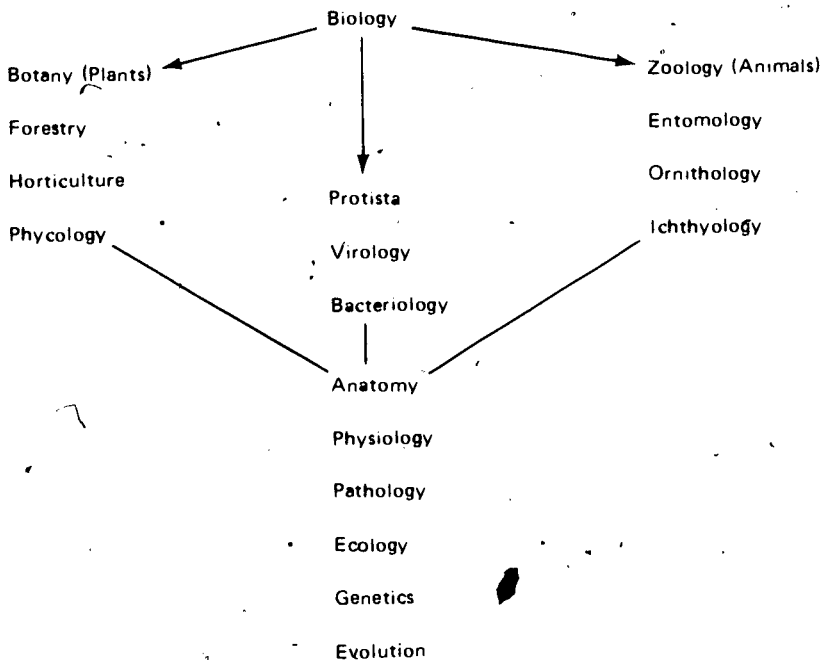 Biology
Botany (Plants)
Forestry
Horticulture
Phycology
Protista
Virology
Bacteriology
Zoology (Animals)
Entomology
Ornithology
Ichthyology
Anatomy
Physiology
Pathology
Ecology
Genetics
Evolution